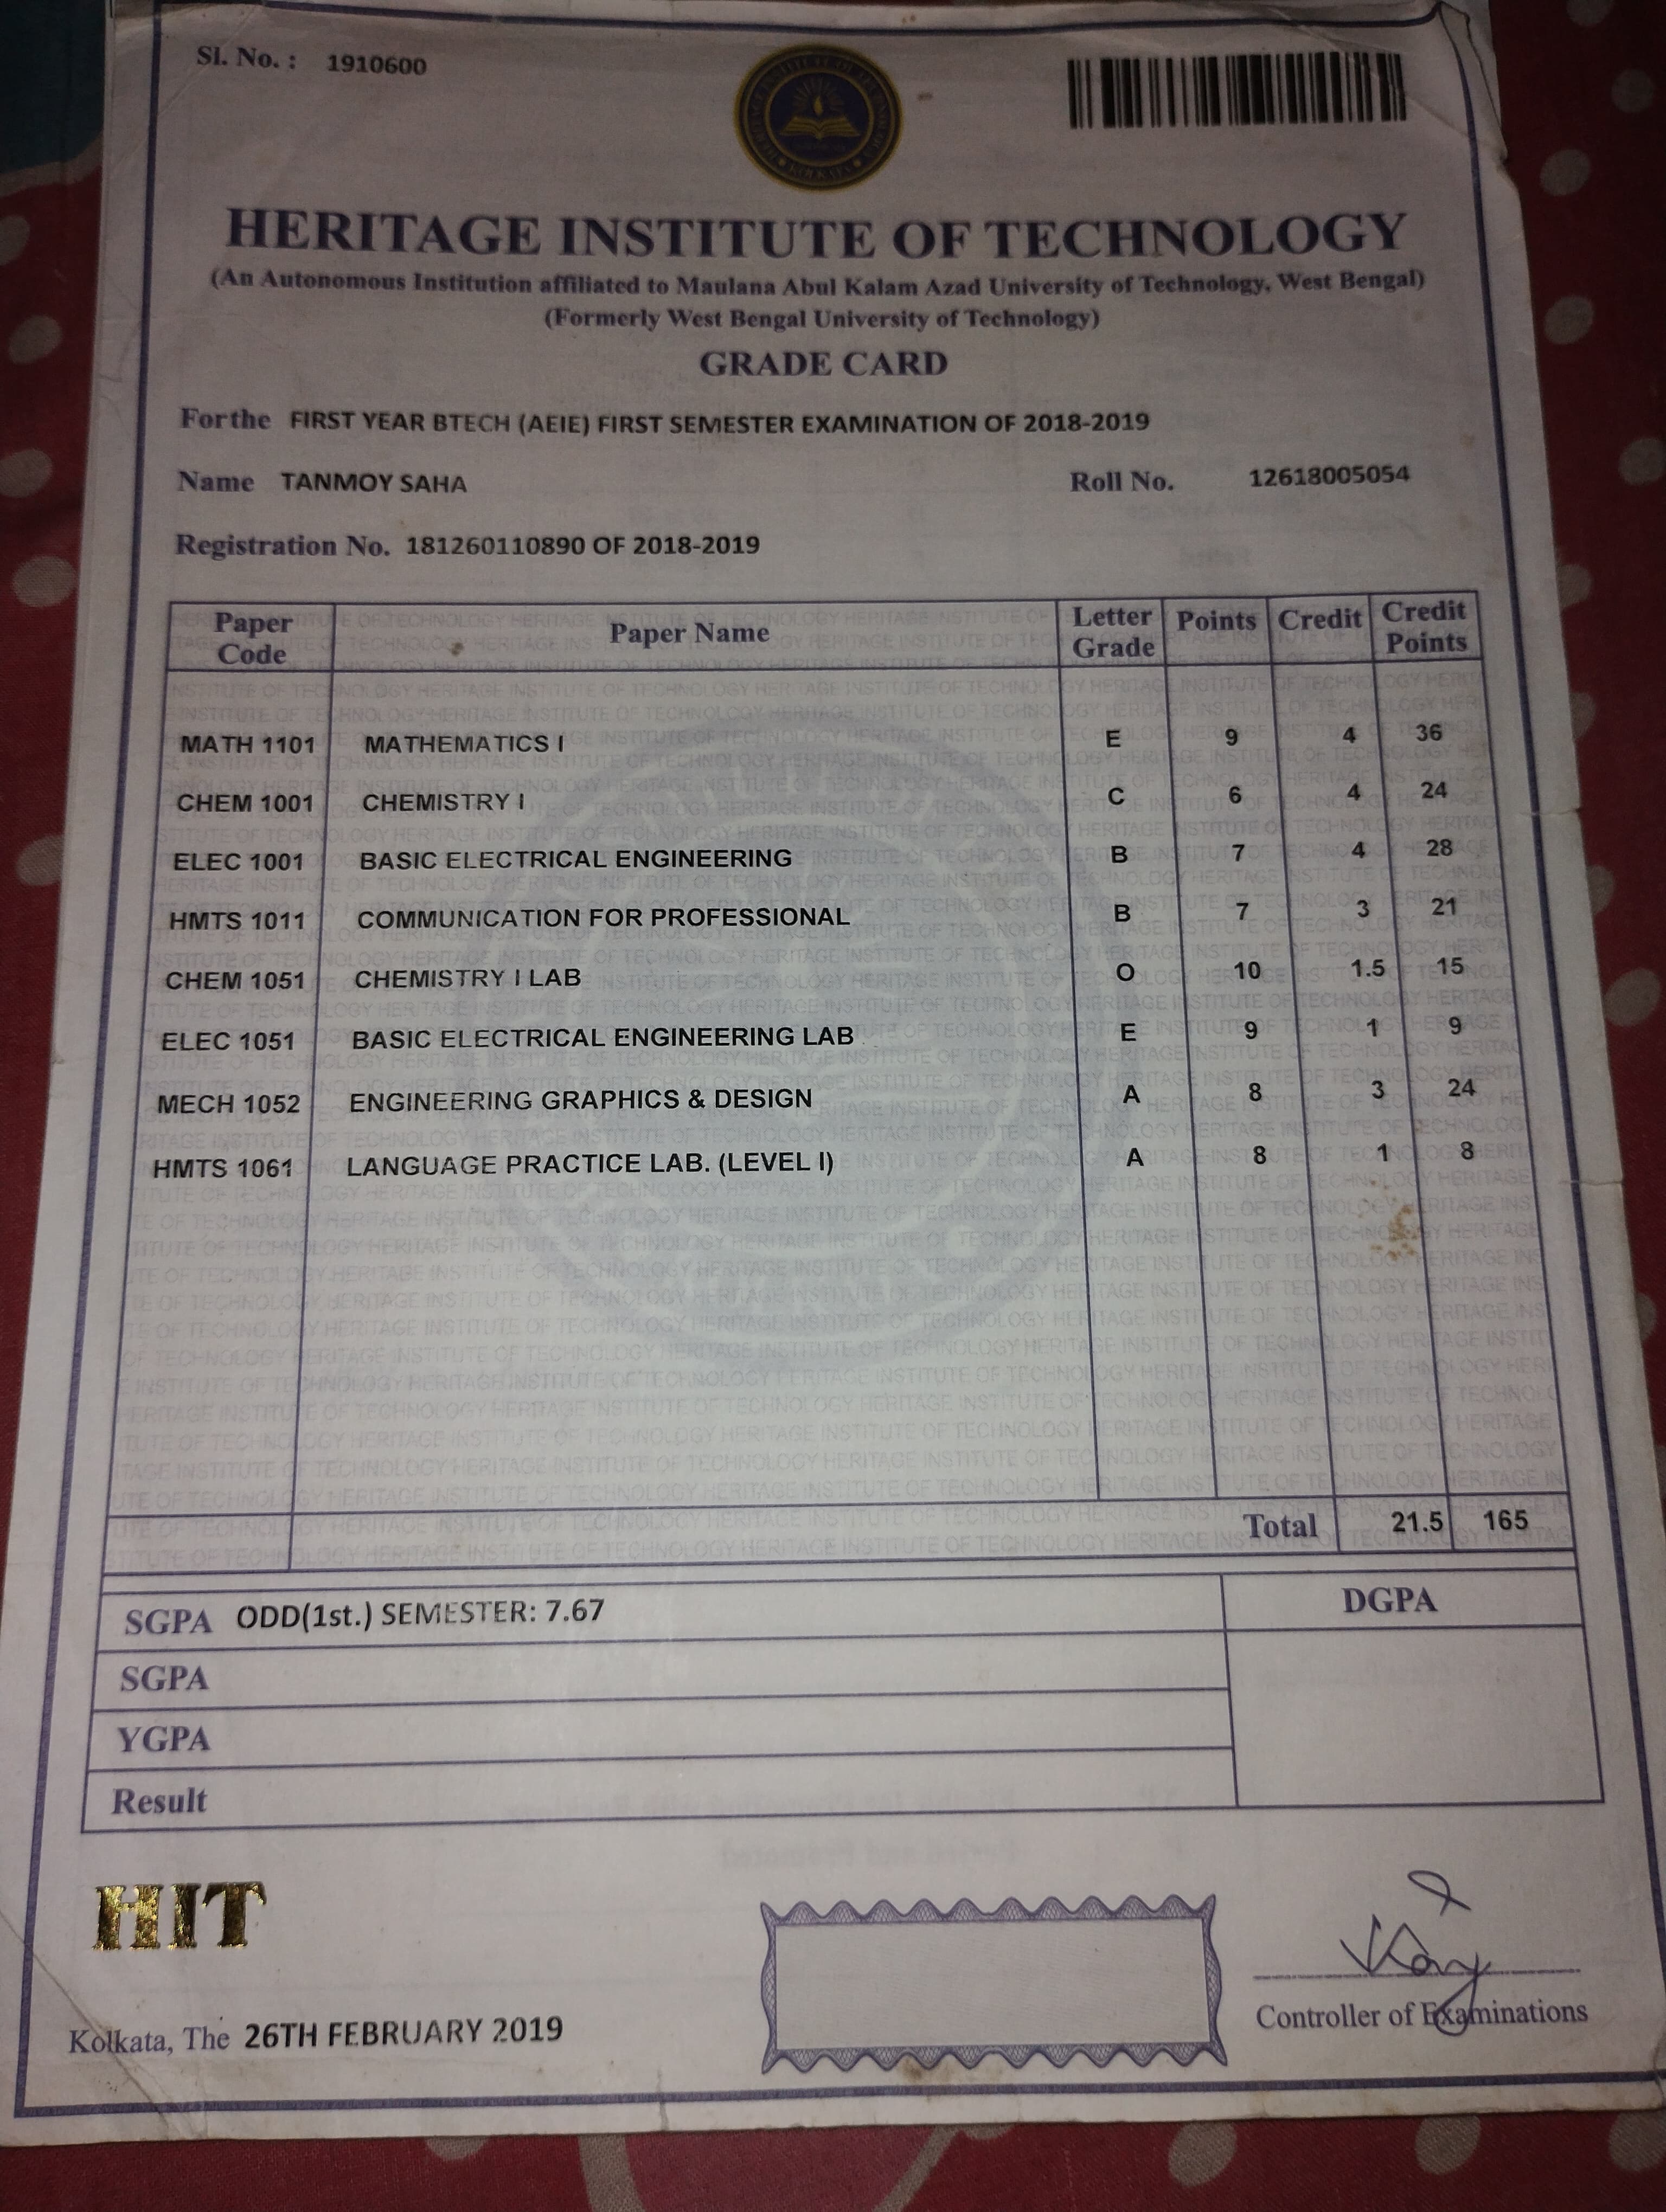 Sl. No. : 1910600
HERITAGE INSTITUTE OF TECHNOLOGY
(An Autonomous Institution affiliated to Maulana Abul Kalam Azad University of Technology, West Bengal)
(Formerly West Bengal University of Technology)
GRADE CARD
For the FIRST YEAR BTECH (AEIE) FIRST SEMESTER EXAMINATION OF 2018-2019
Name TANMOY SAHA Roll No. 12618005054
Registration No. 181260110890 OF 2018-2019
Paper Code Paper Name Letter Grade Points Credit Credit Points
MATH 1101 MATHEMATICS I E 9 4 36
CHEM 1001 CHEMISTRY I C 6 4 24
ELEC 1001 BASIC ELECTRICAL ENGINEERING B 7 4 28
HMTS 1011 COMMUNICATION FOR PROFESSIONAL B 7 3 21
CHEM 1051 CHEMISTRY I LAB O 10 1.5 15
ELEC 1051 BASIC ELECTRICAL ENGINEERING LAB E 9 1 9
MECH 1052 ENGINEERING GRAPHICS & DESIGN A 8 3 24
HMTS 1061 LANGUAGE PRACTICE LAB. (LEVEL I) A 8 1 8
Total 21.5 165
SGPA ODD(1st.) SEMESTER: 7.67 DGPA
SGPA
YGPA
Result
HIT
Controller of Examinations
Kolkata, The 26TH FEBRUARY 2019